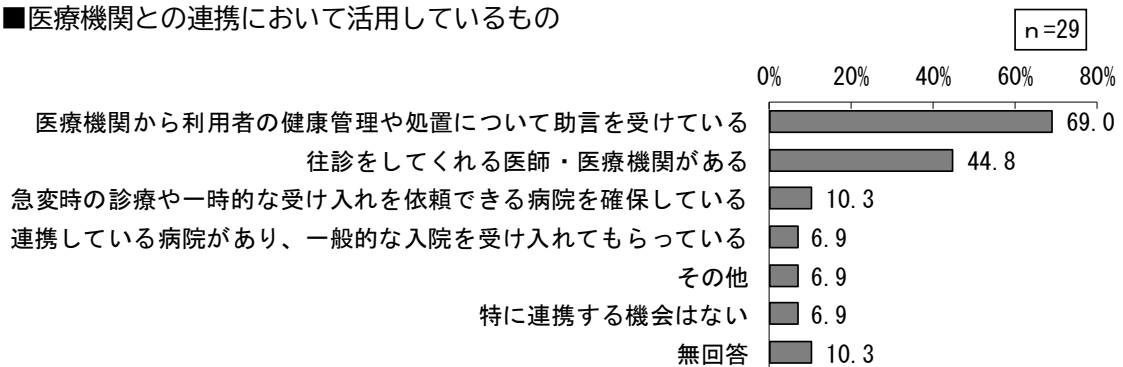 ■医療機関との連携において活用しているもの
n=29
0% 20% 40% 60% 80%
医療機関から利用者の健康管理や処置について助言を受けている 69.0
往診をしてくれる医師・医療機関がある 44.8
急変時の診療や一時的な受け入れを依頼できる病院を確保している 10.3
連携している病院があり、一般的な入院を受け入れてもらっている 6.9
その他 6.9
特に連携する機会はない 6.9
無回答 10.3